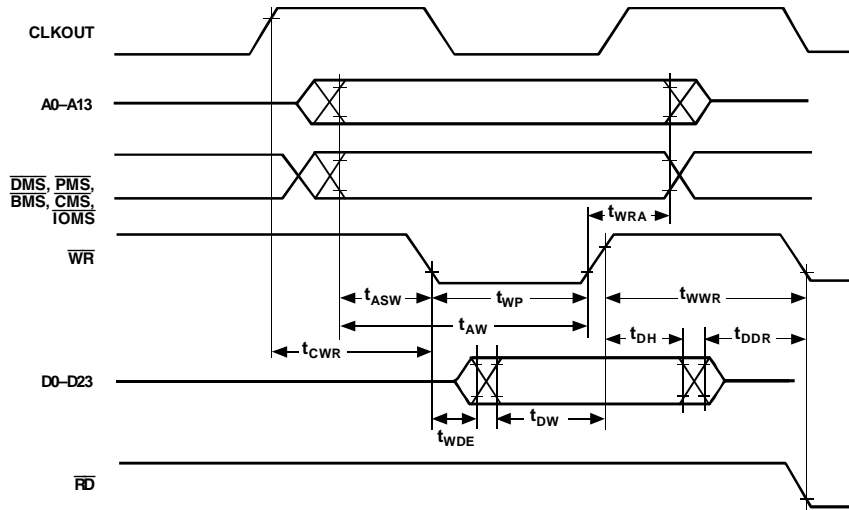 CLKOUT
A0–A13
DMS, PMS,
BMS, CMS,
IOMS
tWRA
WR
tASW
tWP
tWWR
tAW
tDH
tDDR
tCWR
D0–D23
tWDE
tDW
RD